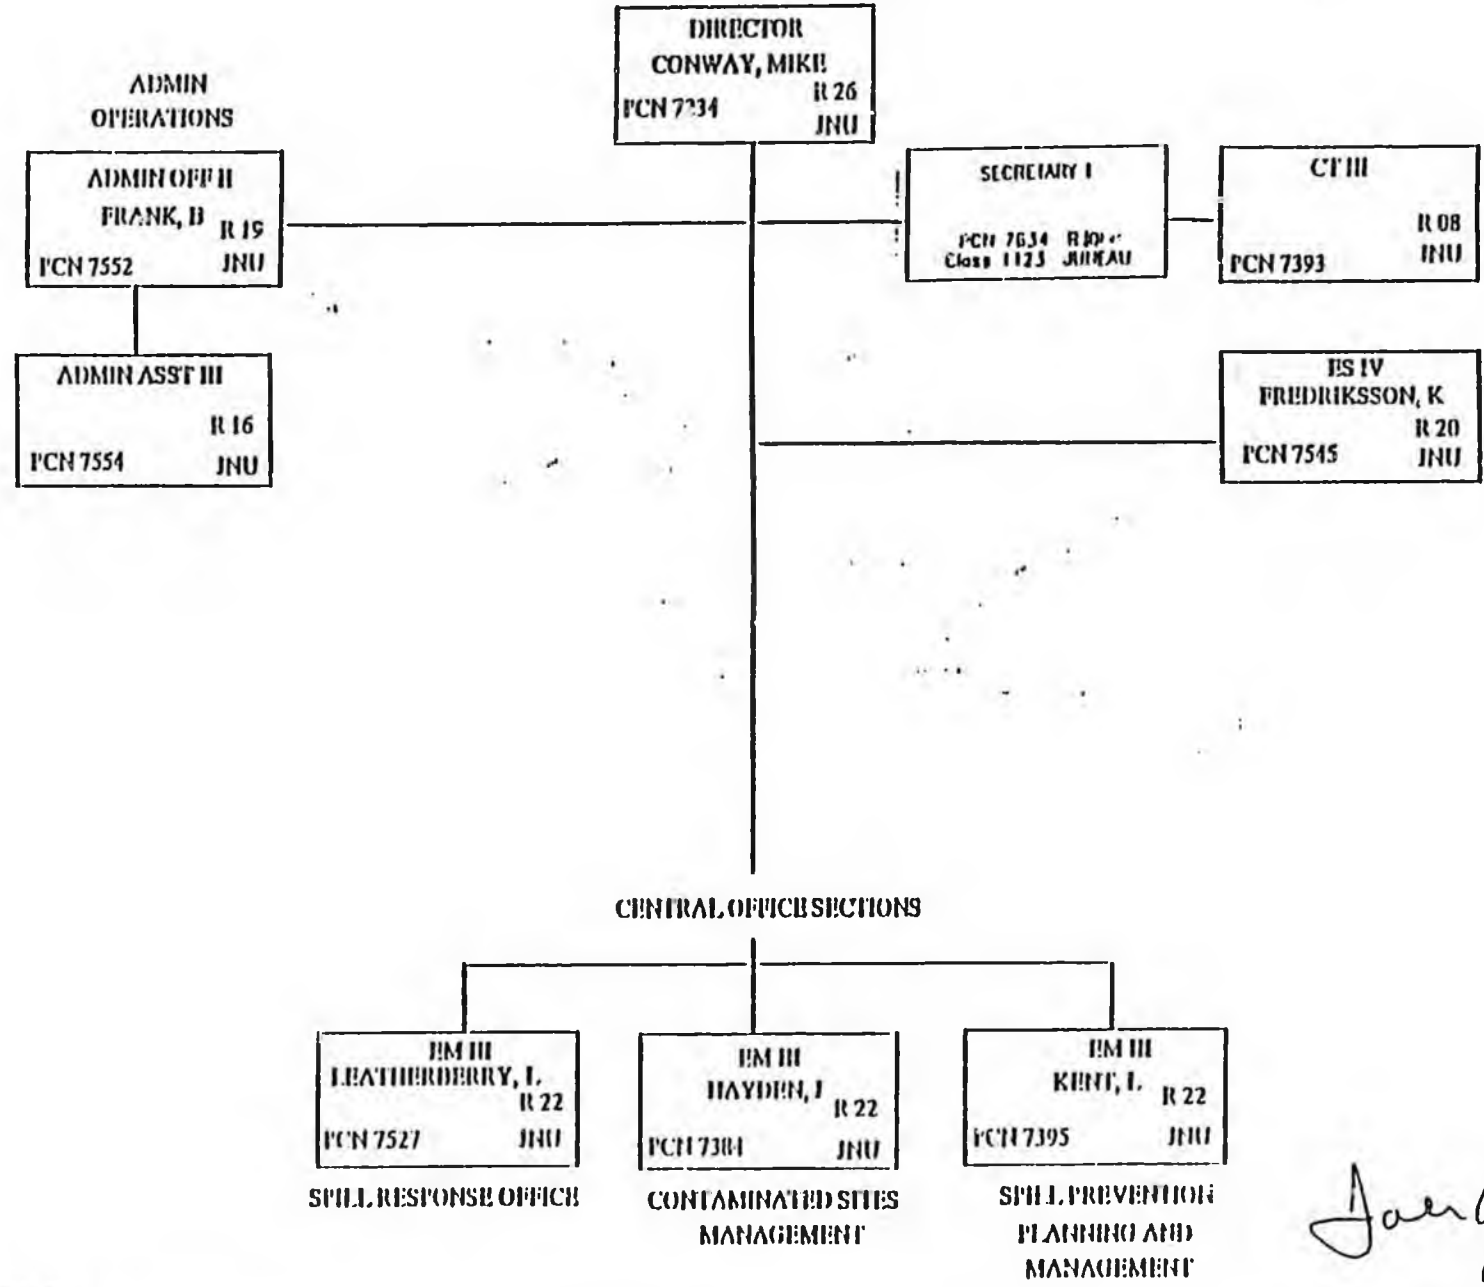 DIRECTOR
CONWAY, MIKE
R 26
PCN 7234
JNU
ADMIN
OPERATIONS
ADMIN OFF II
FRANK, B
R 19
PCN 7552 JNU
SECRETARY I
PCN 7634
Class 1123 JUNEAU
CT III
R 08
PCN 7393 JNU
ADMIN ASST III
R 16
PCN 7554 JNU
ES IV
FREDRIKSSON, K
R 20
PCN 7545 JNU
CENTRAL OFFICE SECTIONS
EM III
LEATHERBERRY, L
R 22
PCN 7527 JNU
SPILL RESPONSE OFFICE
EM III
HAYDEN, J
R 22
PCN JNU
CONTAMINATED SITES
MANAGEMENT
EM III
KENT, L
R 22
PCN 7395 JNU
SPILL PREVENTION
PLANNING AND
MANAGEMENT